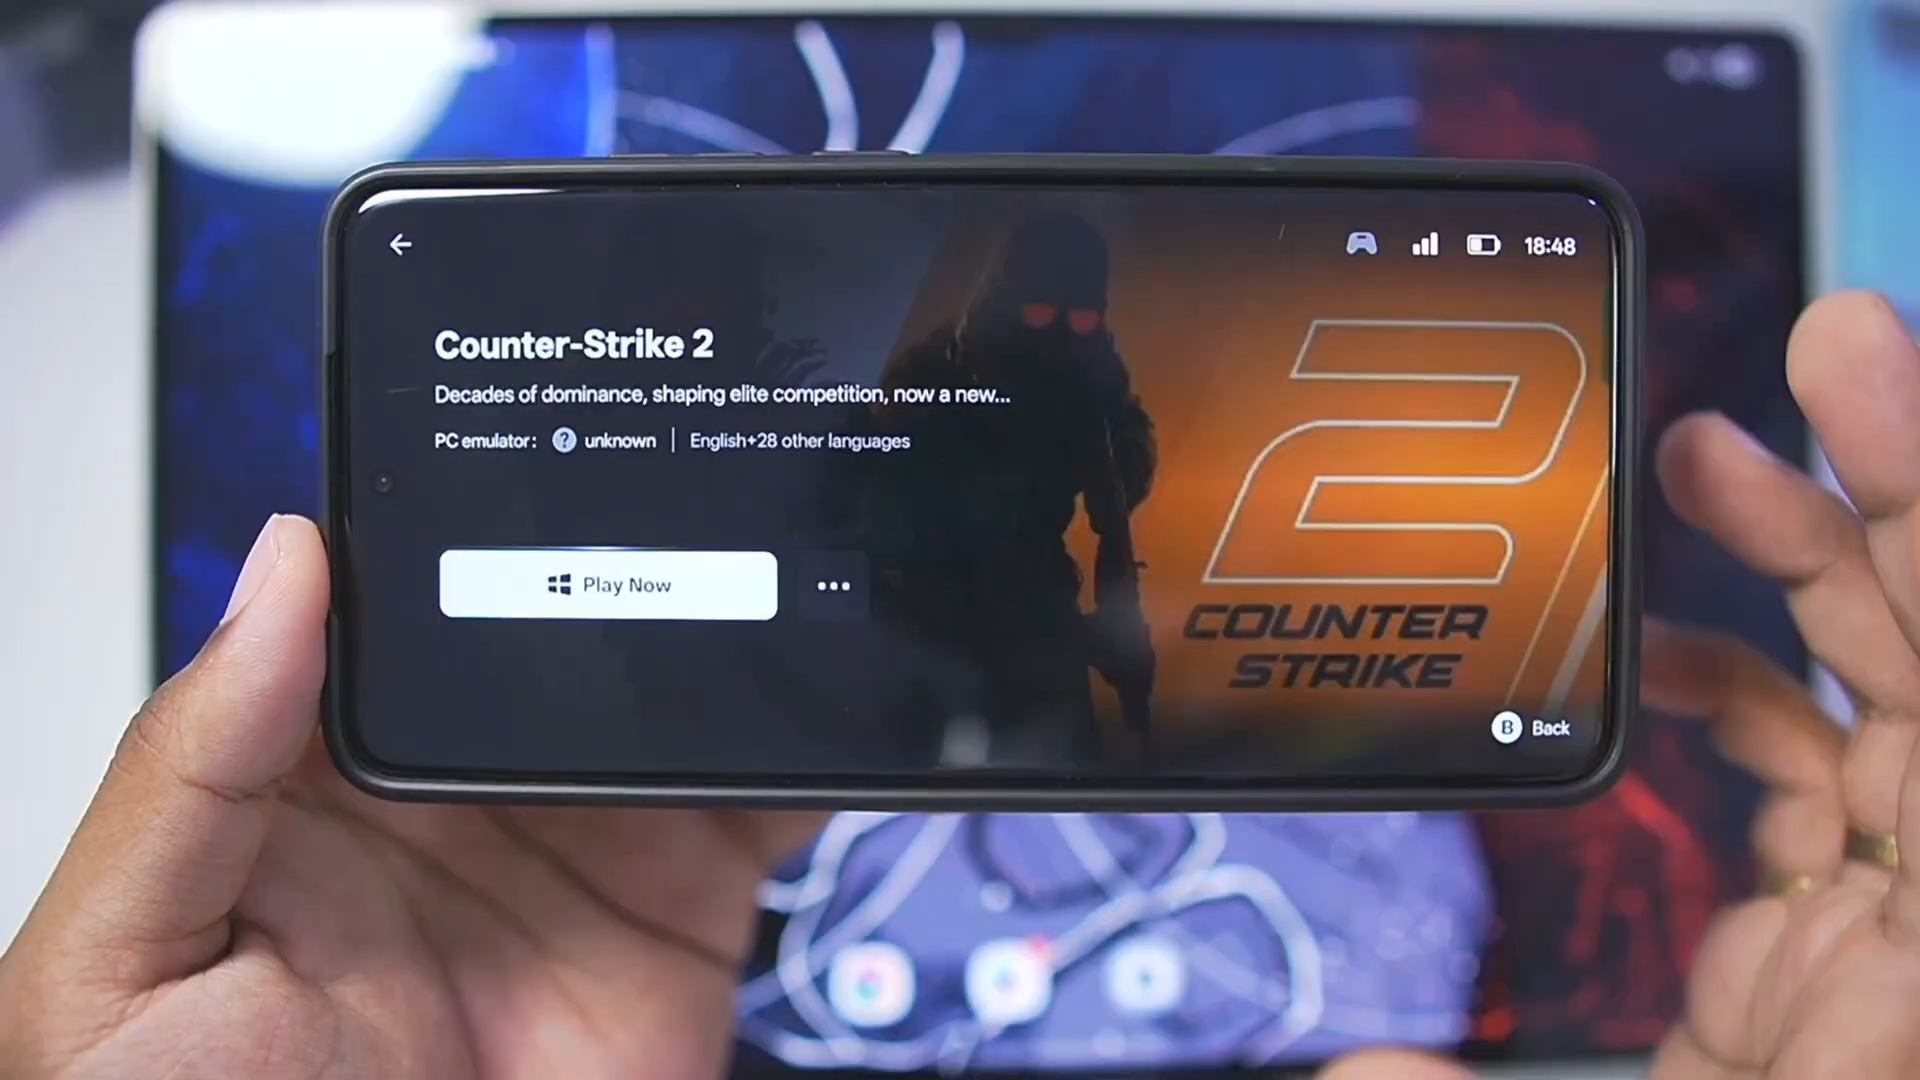 18:48
Counter-Strike 2
Decades of dominance, shaping elite competition, now a new...
PC emulator: ? unknown | English+28 other languages
Play Now
2
COUNTER
STRIKE
B Back